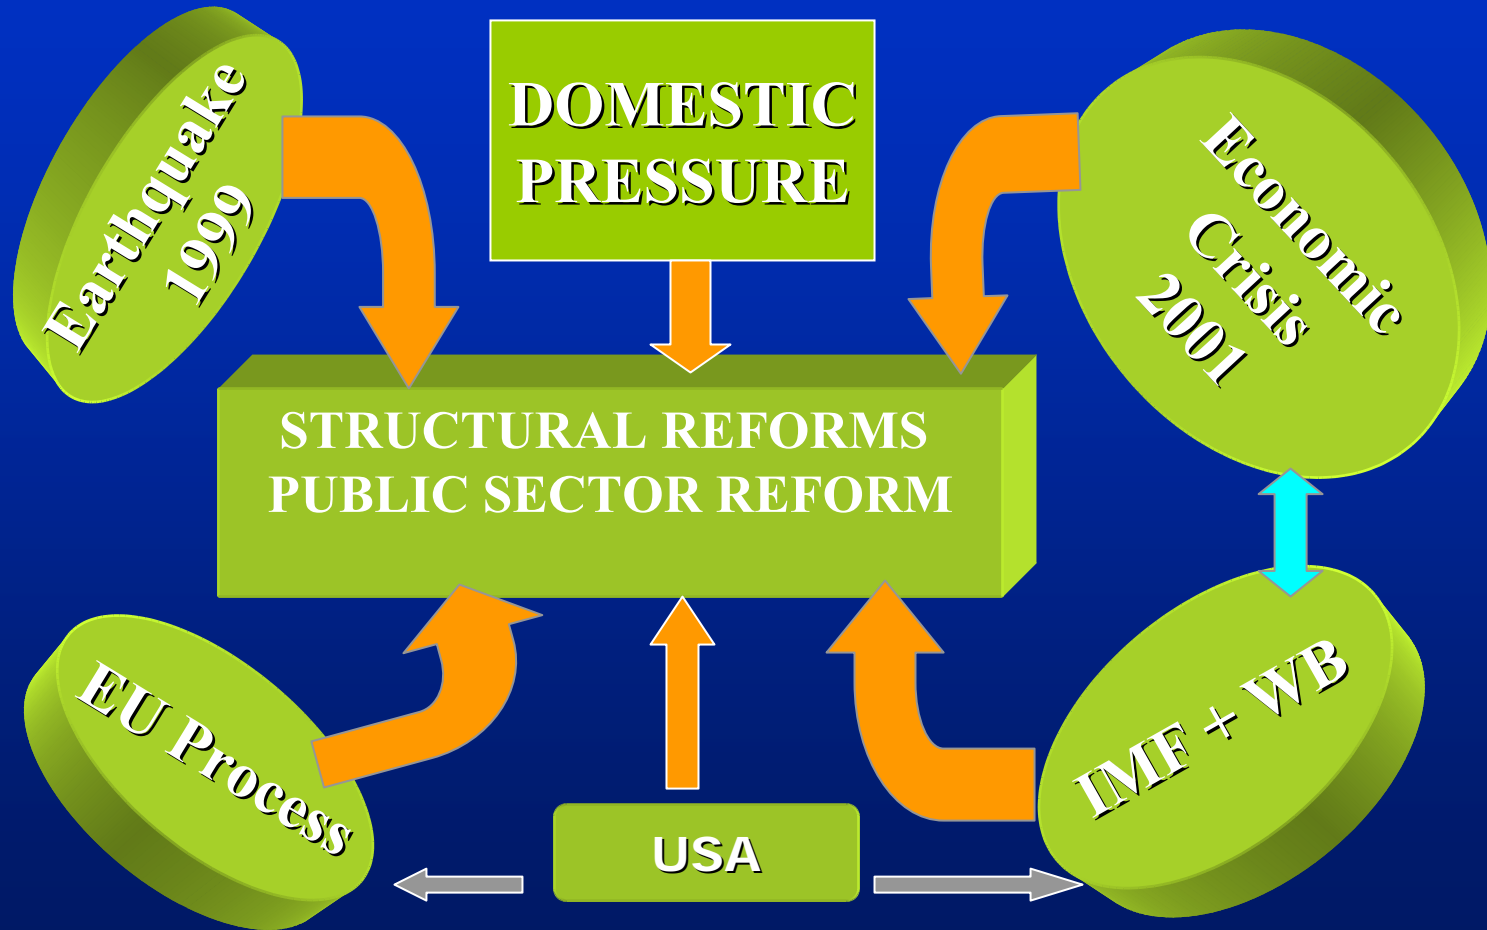 Earthquake
1999
DOMESTIC
PRESSURE
Economic
Crisis
2001
STRUCTURAL REFORMS
PUBLIC SECTOR REFORM
EU Process
USA
IMF + WB